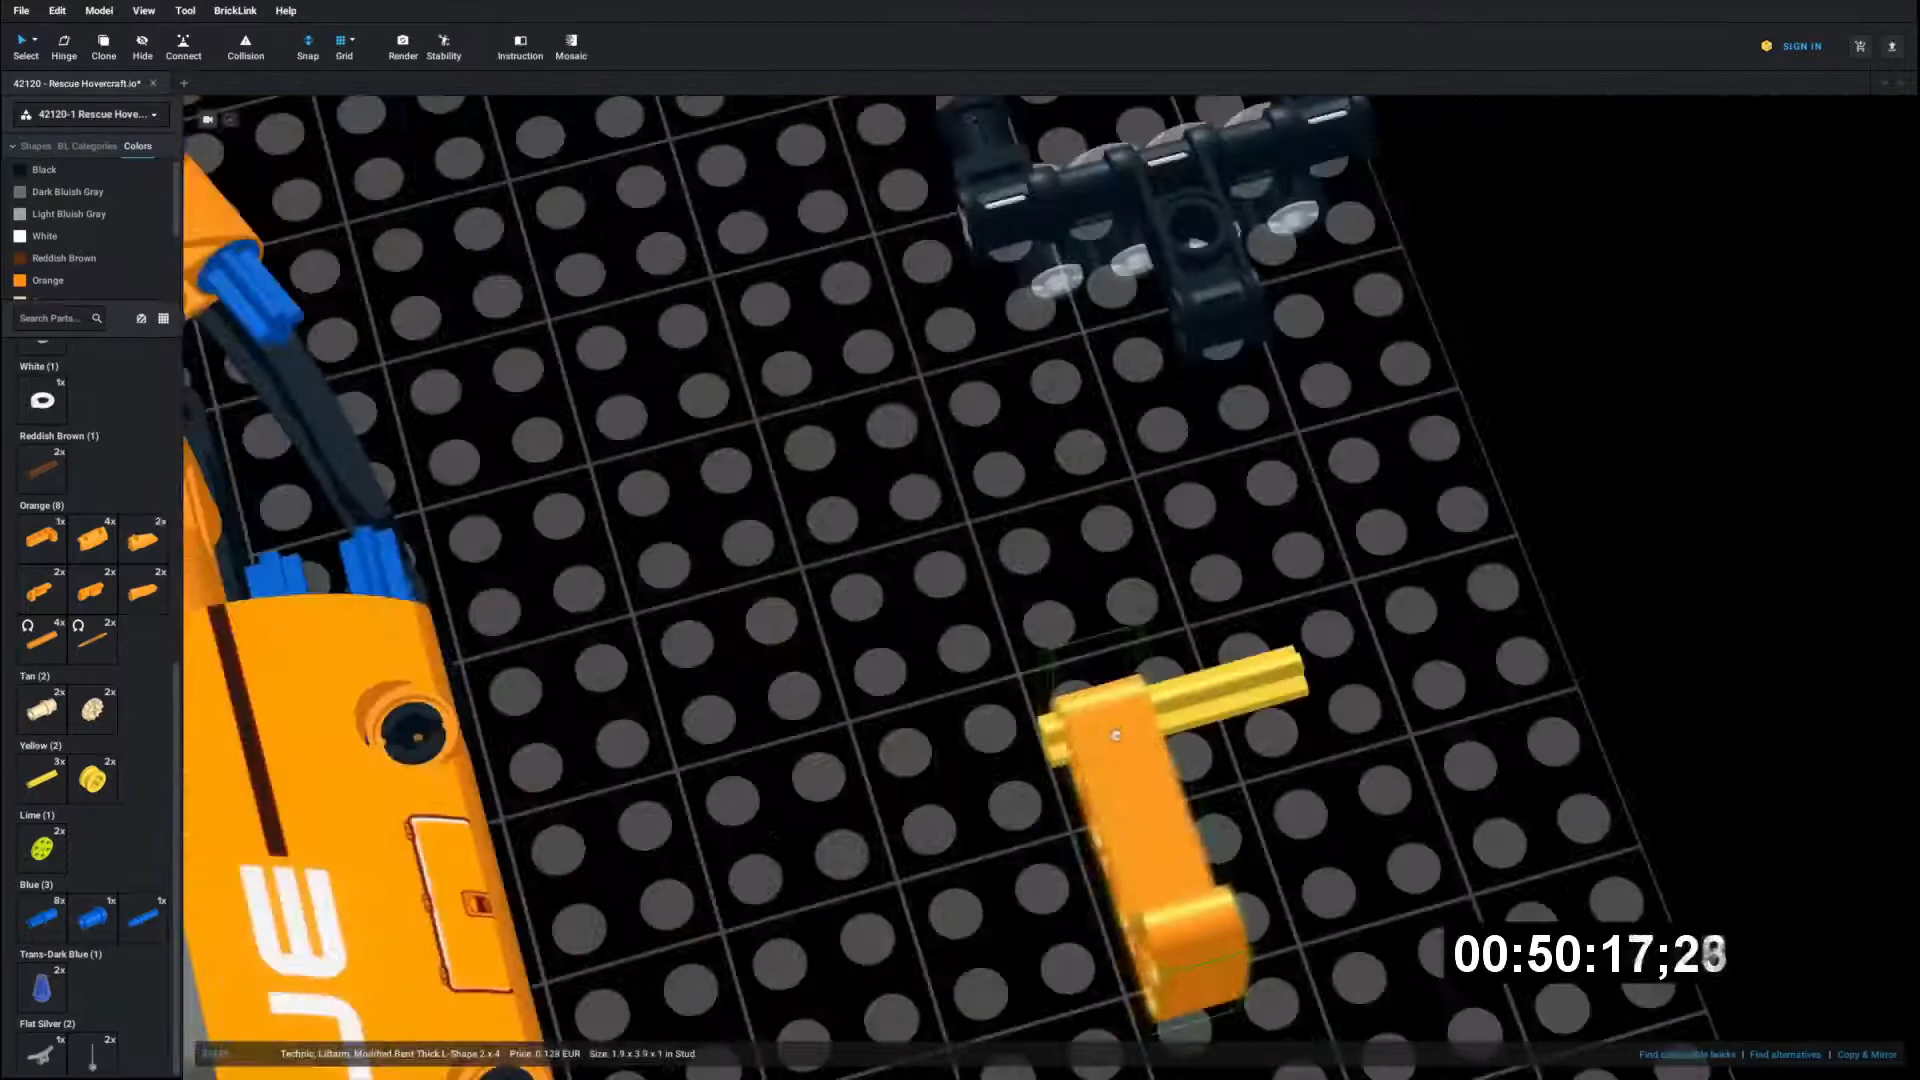 File Edit Model View Tool BrickLink Help
Select Hinge Clone Hide Connect Collision Snap Grid Render Stability Instruction Mosaic SIGN IN
42120 - Rescue Hovercraft.io*
42120-1 Rescue Hove...
Shapes BL Categories Colors
Black
Dark Bluish Gray
Light Bluish Gray
White
Reddish Brown
Orange
Search Parts...
White (1)
1x
Reddish Brown (1)
2x
Orange (8)
1x 4x 2x
2x 2x 2x
4x 2x
Tan (2)
2x 2x
Yellow (2)
3x 2x
Lime (1)
2x
Blue (3)
8x 1x 1x
Trans-Dark Blue (1)
2x
Flat Silver (2)
1x 2x
00:50:17;28
Technic, Liftarm, Modified Bent Thick L-Shape 2 x 4 Price: 0.128 EUR Size: 1.9 x 3.9 x 1 in Stud
Find alternatives | Copy & Mirror